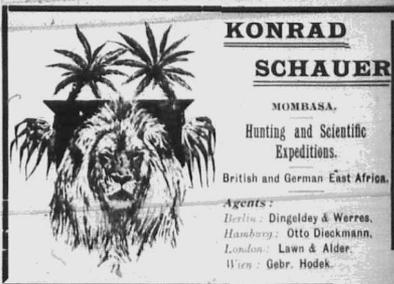 KONRAD
SCHAUER
MOMBASA.
Hunting and Scientific
Expeditions.
British and German East Africa.
Agents:
Berlin: Dingeldey & Werres,
Hamburg: Otto Dieckmann,
London: Lawn & Alder,
Wien: Gebr. Hodek.